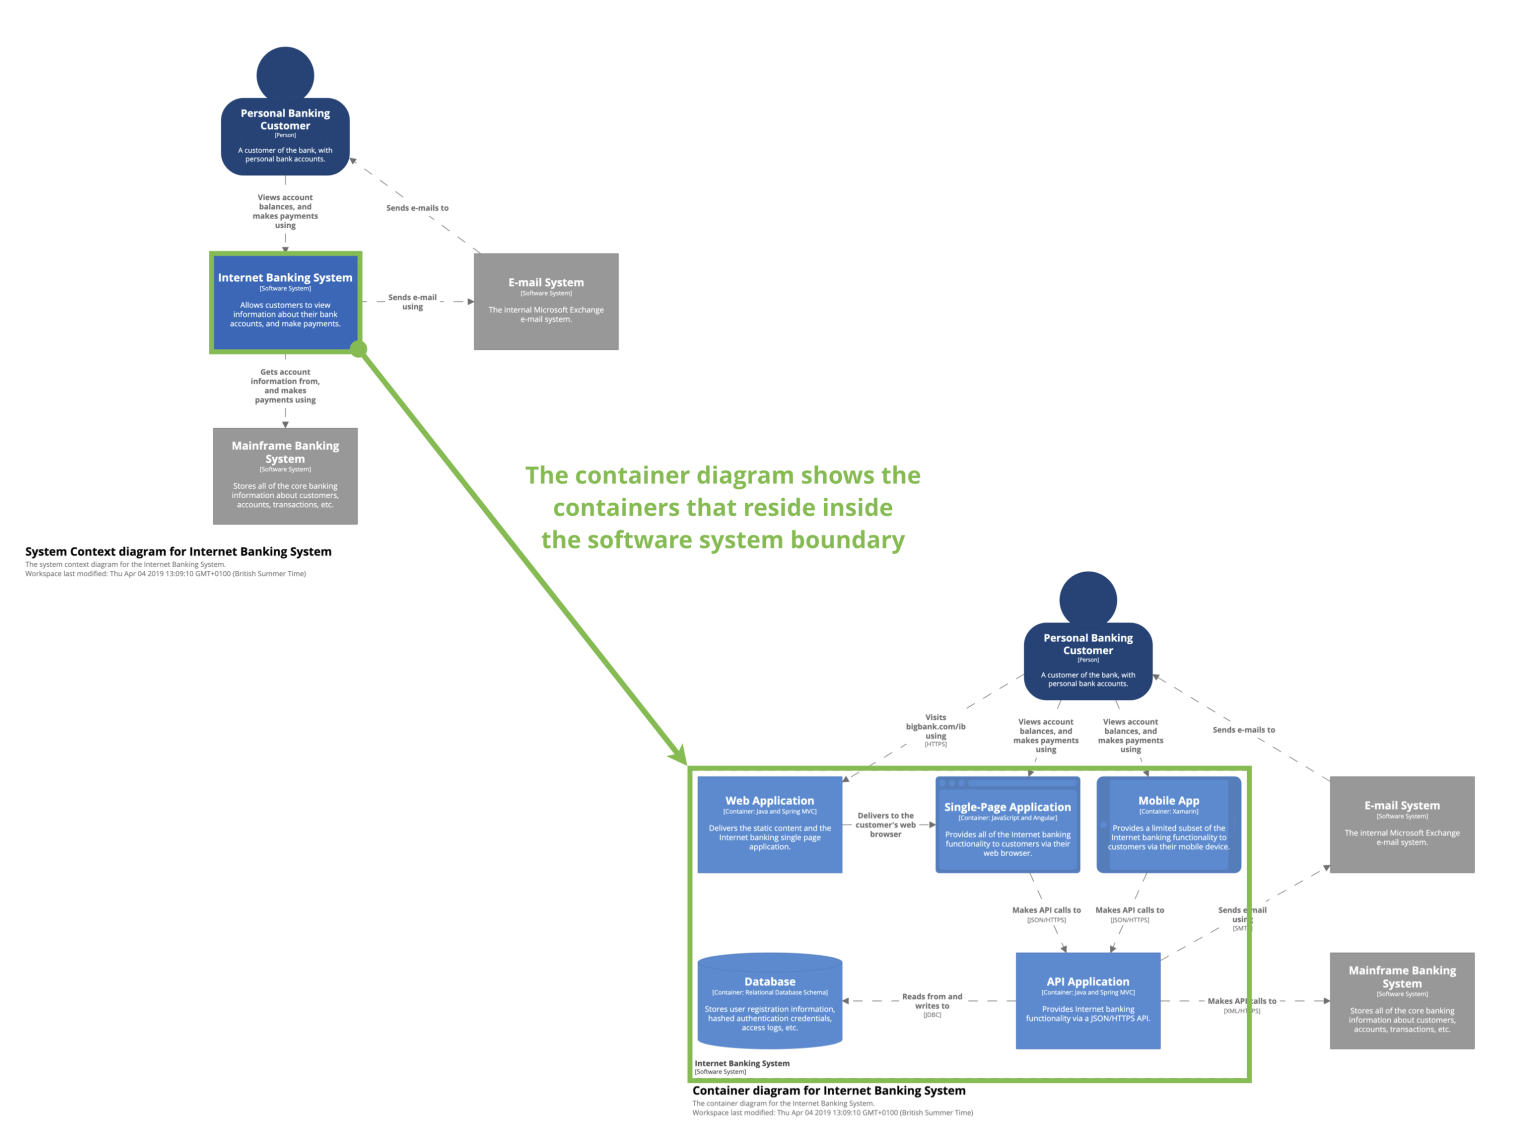 Personal Banking
Customer
[Person]
A customer of the bank, with
personal bank accounts.
Views account
balances, and
makes payments
using
Sends e-mails to
Internet Banking System
[Software System]
Allows customers to view
information about their bank
accounts, and make payments.
Sends e-mail
using
E-mail System
[Software System]
The internal Microsoft Exchange
e-mail system.
Gets account
information from,
and makes
payments using
Mainframe Banking
System
[Software System]
Stores all of the core banking
information about customers,
accounts, transactions, etc.
System Context diagram for Internet Banking System
The system context diagram for the Internet Banking System.
Workspace last modified: Thu Apr 04 2019 13:09:10 GMT+0100 (British Summer Time)
The container diagram shows the
containers that reside inside
the software system boundary
Personal Banking
Customer
[Person]
A customer of the bank, with
personal bank accounts.
Visits
bigbank.com/ib
using
[HTTPS]
Views account
balances, and
makes payments
using
Views account
balances, and
makes payments
using
Sends e-mails to
Web Application
[Container: Java and Spring MVC]
Delivers the static content and the
Internet banking single page
application.
Delivers to the
customer's web
browser
Single-Page Application
[Container: JavaScript and Angular]
Provides all of the Internet banking
functionality to customers via their
web browser.
Mobile App
[Container: Xamarin]
Provides a limited subset of the
Internet banking functionality to
customers via their mobile device.
E-mail System
[Software System]
The internal Microsoft Exchange
e-mail system.
Makes API calls to
[JSON/HTTPS]
Makes API calls to
[JSON/HTTPS]
Sends e-mail
using
[SMTP]
Database
[Container: Relational Database Schema]
Stores user registration information,
hashed authentication credentials,
access logs, etc.
Reads from and
writes to
[JDBC]
API Application
[Container: Java and Spring MVC]
Provides Internet banking
functionality via a JSON/HTTPS API.
Makes API calls to
[XML/HTTPS]
Mainframe Banking
System
[Software System]
Stores all of the core banking
information about customers,
accounts, transactions, etc.
Internet Banking System
[Software System]
Container diagram for Internet Banking System
The container diagram for the Internet Banking System.
Workspace last modified: Thu Apr 04 2019 13:09:10 GMT+0100 (British Summer Time)